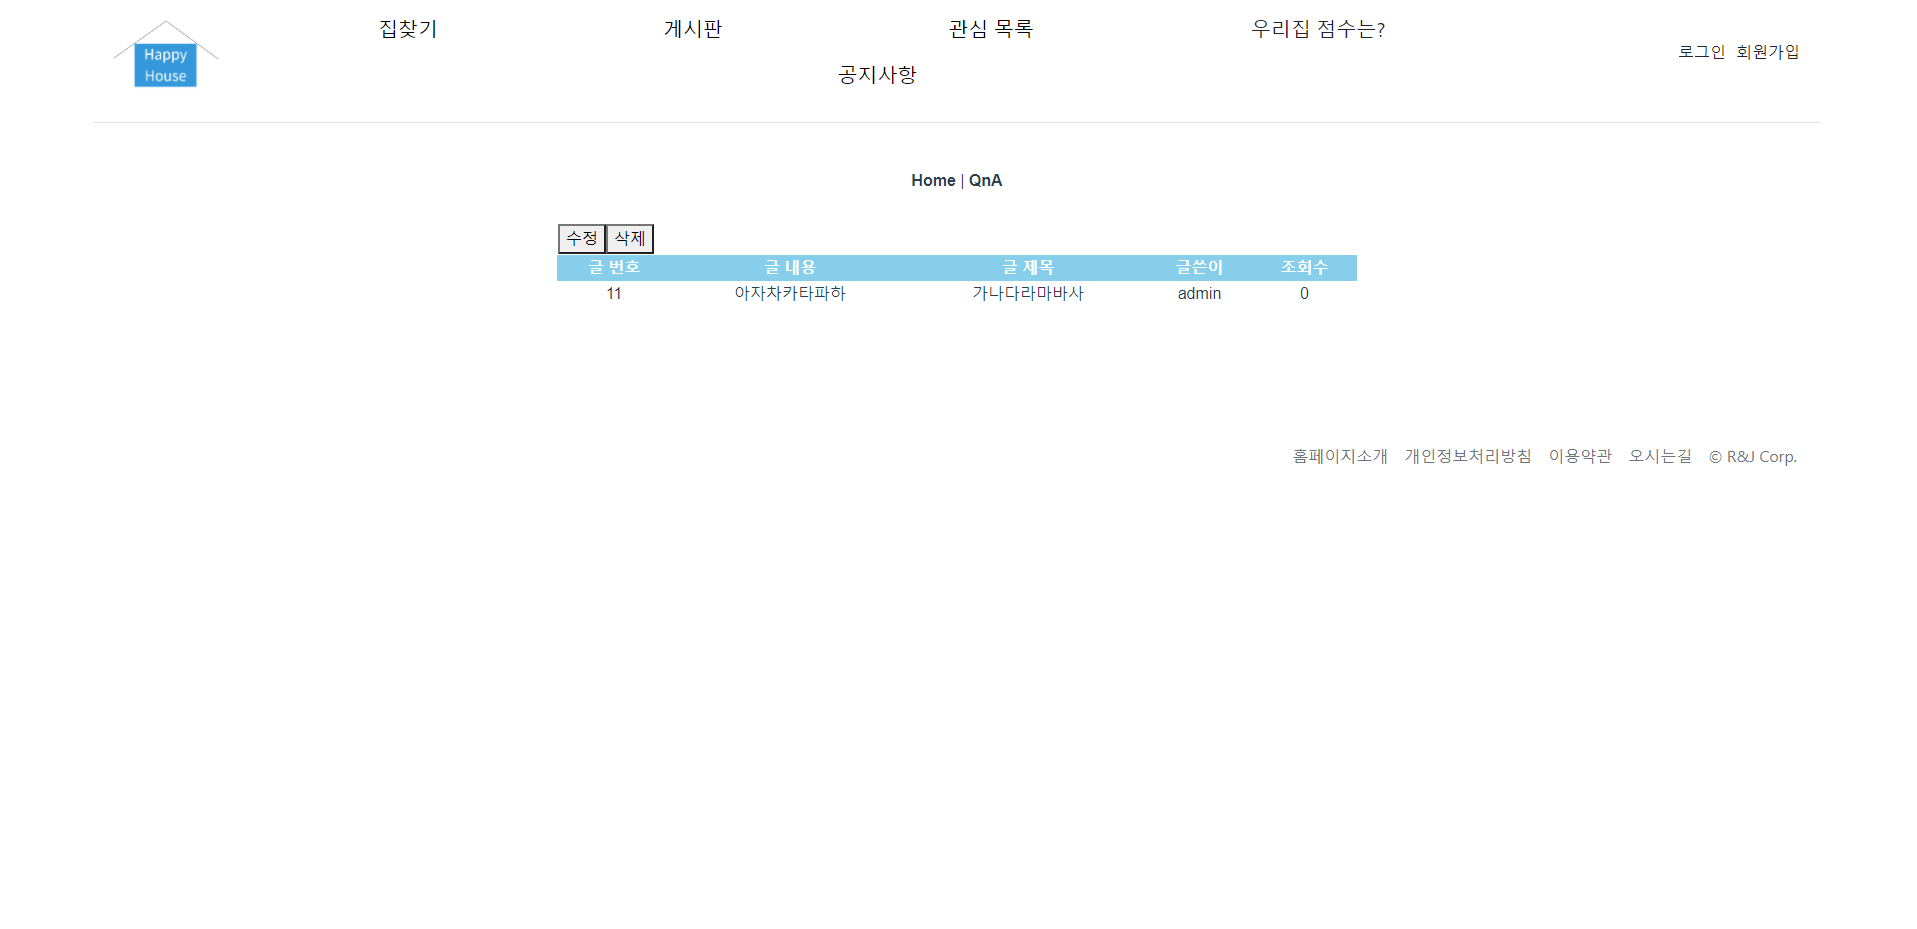 Happy
House
집찾기 게시판 관심 목록 우리집 점수는?
공지사항
로그인 회원가입
Home | QnA
수정 삭제
글 번호 글 내용 글 제목 글쓴이 조회수
11 아자차카타파하 가나다라마바사 admin 0
홈페이지소개 개인정보처리방침 이용약관 오시는길 © R&J Corp.